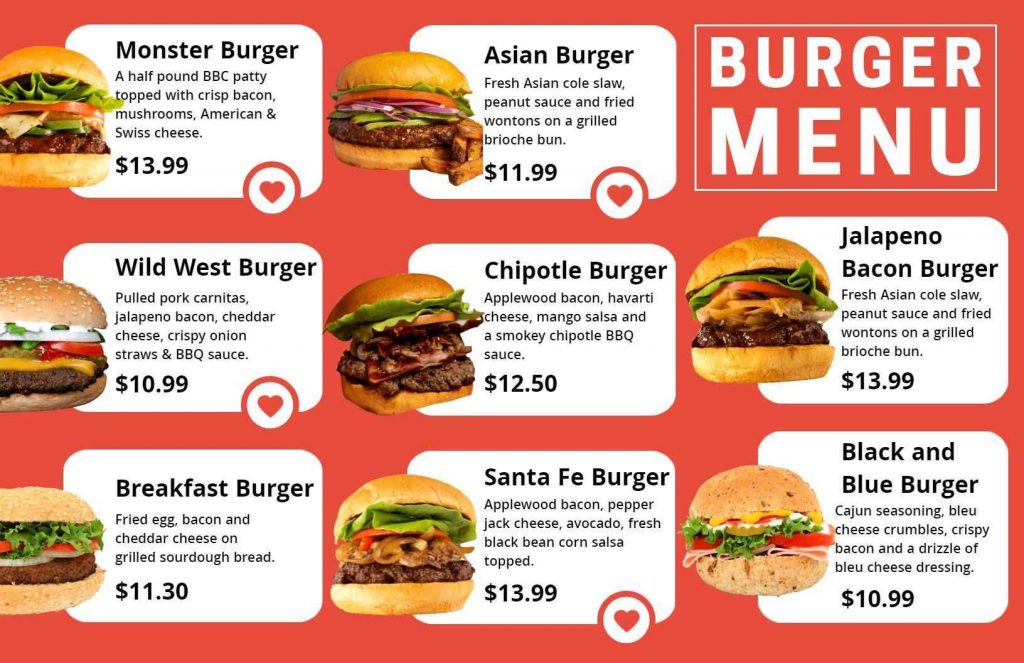 Monster Burger
A half pound BBC patty
topped with crisp bacon,
mushrooms, American &
Swiss cheese.
$13.99
Asian Burger
Fresh Asian cole slaw,
peanut sauce and fried
wontons on a grilled
brioche bun.
$11.99
BURGER
MENU
Wild West Burger
Pulled pork carnitas,
jalapeno bacon, cheddar
cheese, crispy onion
straws & BBQ sauce.
$10.99
Chipotle Burger
Applewood bacon, havarti
cheese, mango salsa and
a smokey chipotle BBQ
sauce.
$12.50
Jalapeno
Bacon Burger
Fresh Asian cole slaw,
peanut sauce and fried
wontons on a grilled
brioche bun.
$13.99
Breakfast Burger
Fried egg, bacon and
cheddar cheese on
grilled sourdough bread.
$11.30
Santa Fe Burger
Applewood bacon, pepper
jack cheese, avocado, fresh
black bean corn salsa
topped.
$13.99
Black and
Blue Burger
Cajun seasoning, bleu
cheese crumbles, crispy
bacon and a drizzle of
bleu cheese dressing.
$10.99